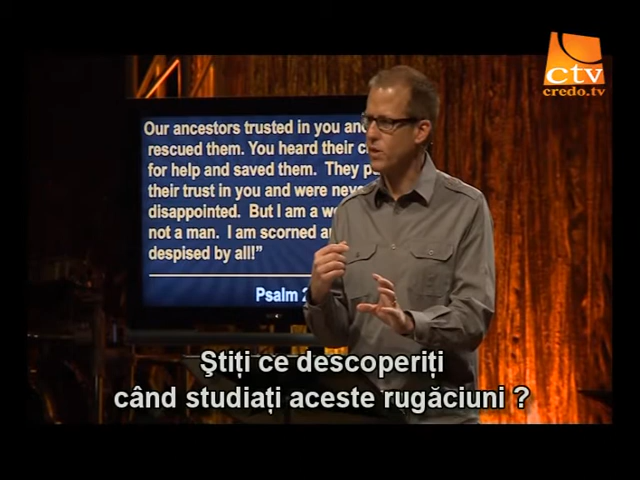 ctv
credo.tv
Our ancestors trusted in you and
rescued them. You heard their
for help and saved them. They
their trust in you and were
disappointed. But I am a
not a man. I am scorned
despised by all!”
Psalm
Ştiţi ce descoperiţi
când studiaţi aceste rugăciuni ?